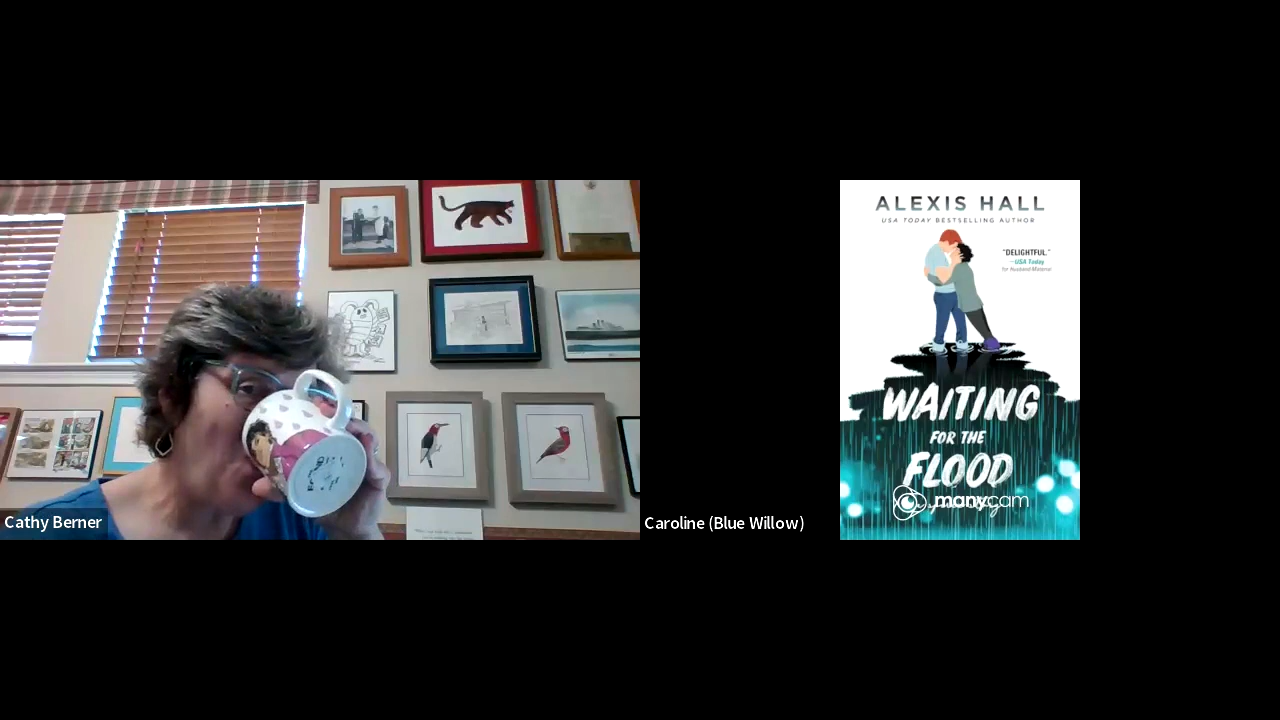 Cathy Berner
Caroline (Blue Willow)
ALEXIS HALL
USA TODAY BESTSELLING AUTHOR
"DELIGHTFUL."
—USA Today
for Husband Material
WAITING
FOR THE
FLOOD
manycam